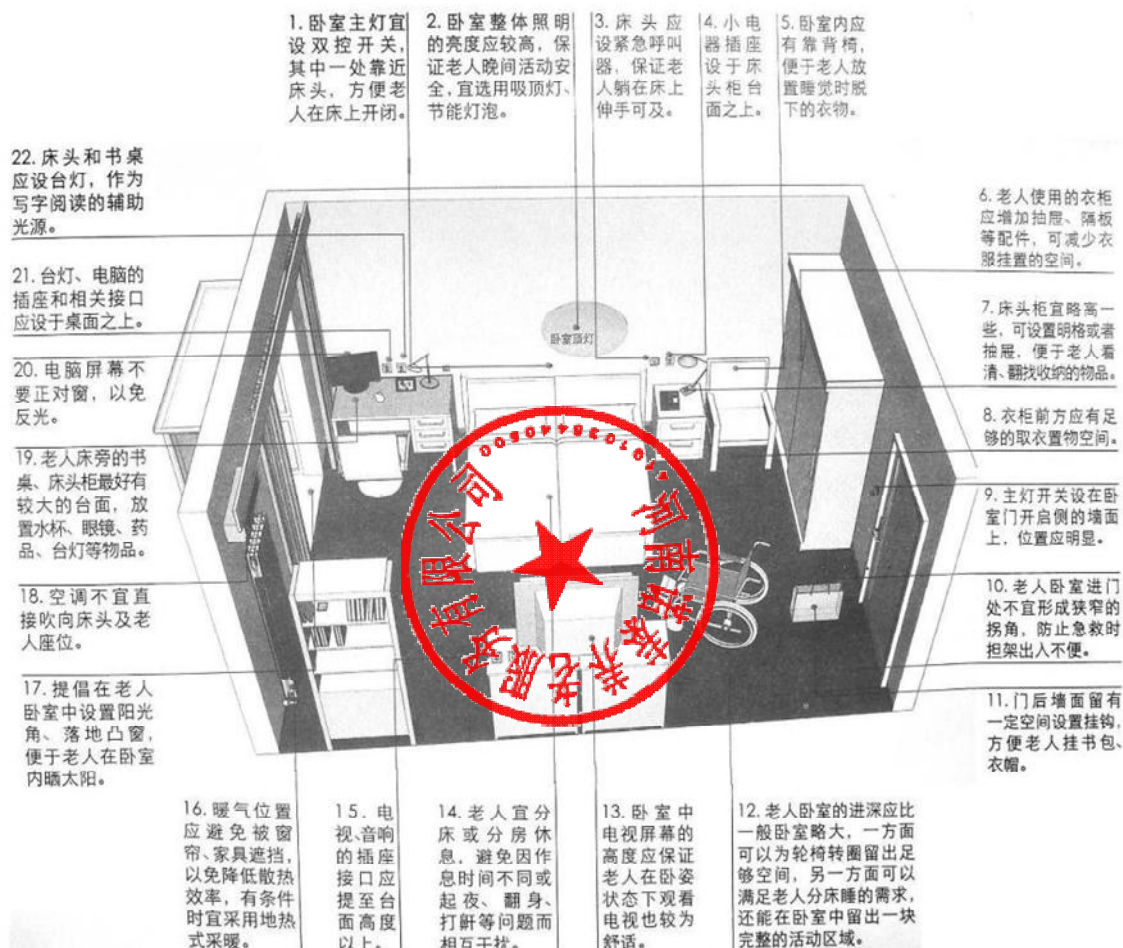 1. 卧室主灯宜
设双控开关，
其中一处靠近
床头，方便老
人在床上开闭。
2. 卧室整体照明
的亮度应较高，保
证老人晚间活动安
全，宜选用吸顶灯、
节能灯泡。
3. 床头应
设紧急呼叫
器，保证老
人躺在床上
伸手可及。
4. 小电
器插座
设于床
头柜台
面之上。
5. 卧室内应
有靠背椅，
便于老人放
置睡觉时脱
下的衣物。
22. 床头和书桌
应设台灯，作为
写字阅读的辅助
光源。
21. 台灯、电脑的
插座和相关接口
应设于桌面之上。
20. 电脑屏幕不
要正对窗，以免
反光。
19. 老人床旁的书
桌、床头柜最好有
较大的台面，放
置水杯、眼镜、药
品、台灯等物品。
18. 空调不宜直
接吹向床头及老
人座位。
17. 提倡在老人
卧室中设置阳光
角、落地凸窗，
便于老人在卧室
内晒太阳。
6. 老人使用的衣柜
应增加抽屉、隔板
等配件，可减少衣
服挂置的空间。
7. 床头柜宜略高一
些，可设置明格或者
抽屉，便于老人看
清、翻找收纳的物品。
8. 衣柜前方应有足
够的取衣置物空间。
9. 主灯开关设在卧
室门开启侧的墙面
上，位置应明显。
10. 老人卧室进门
处不宜形成狭窄的
拐角，防止急救时
担架出入不便。
11. 门后墙面留有
一定空间设置挂钩，
方便老人挂书包、
衣帽。
卧室顶灯
养老服务有限公司
16. 暖气位置
应避免被窗
帘、家具遮挡，
以免降低散热
效率，有条件
时宜采用地热
式采暖。
15. 电
视、音响
的插座
接口应
提至台
面高度
以上。
14. 老人宜分
床或分房休
息，避免因作
息时间不同或
起夜、翻身、
打鼾等问题而
相互干扰。
13. 卧室中
电视屏幕的
高度应保证
老人在卧姿
状态下观看
电视也较为
舒适。
12. 老人卧室的进深应比
一般卧室略大，一方面
可以为轮椅转圈留出足
够空间，另一方面可以
满足老人分床睡的需求，
还能在卧室中留出一块
完整的活动区域。